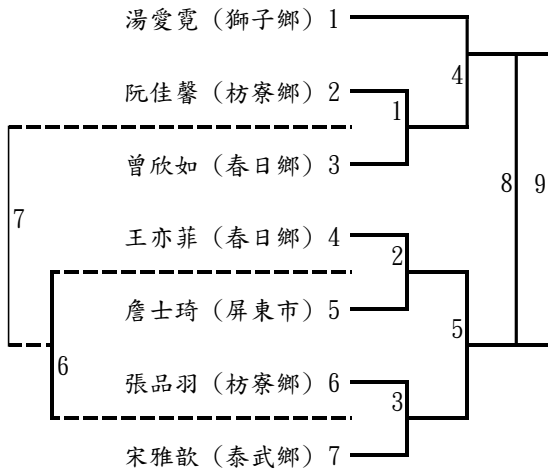 湯愛霓（獅子鄉）1
4
阮佳馨（枋寮鄉）2
1
曾欣如（春日鄉）3
8 9
7
王亦菲（春日鄉）4
2
詹士琦（屏東市）5
5
6
張品羽（枋寮鄉）6
3
宋雅歆（泰武鄉）7